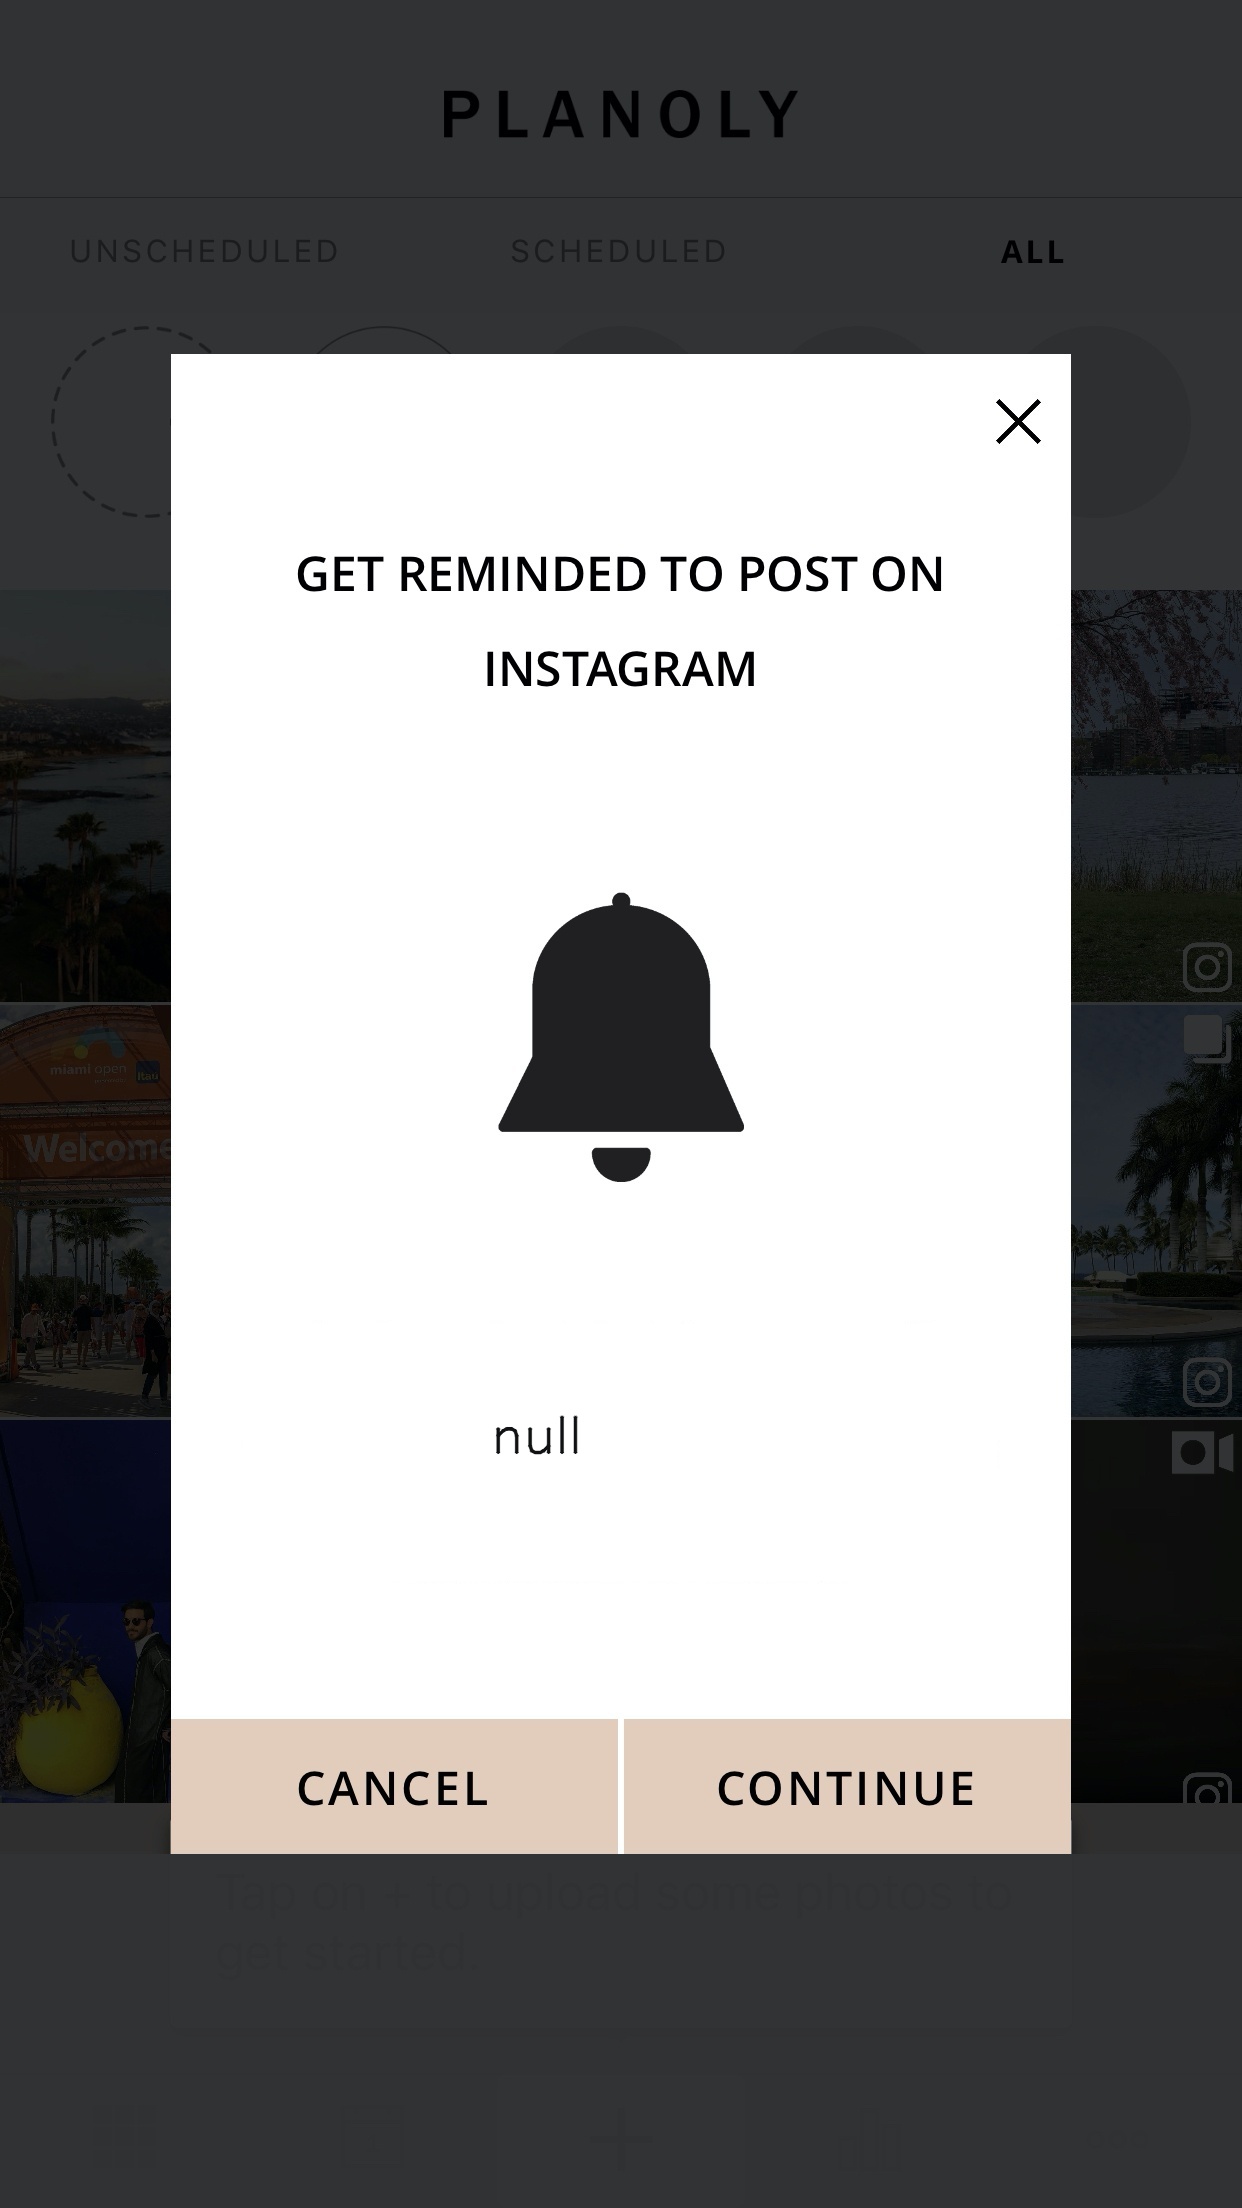 PLANOLY
UNSCHEDULED SCHEDULED ALL
GET REMINDED TO POST ON
INSTAGRAM
miami open
Itaú
Welcome
null
CANCEL CONTINUE
Tap on + to upload some photos to
get started.